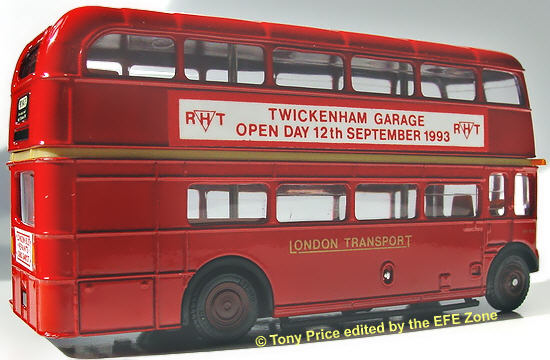 RHT
TWICKENHAM GARAGE
OPEN DAY 12th SEPTEMBER 1993
RHT
LONDON TRANSPORT
© Tony Price edited by the EFE Zone